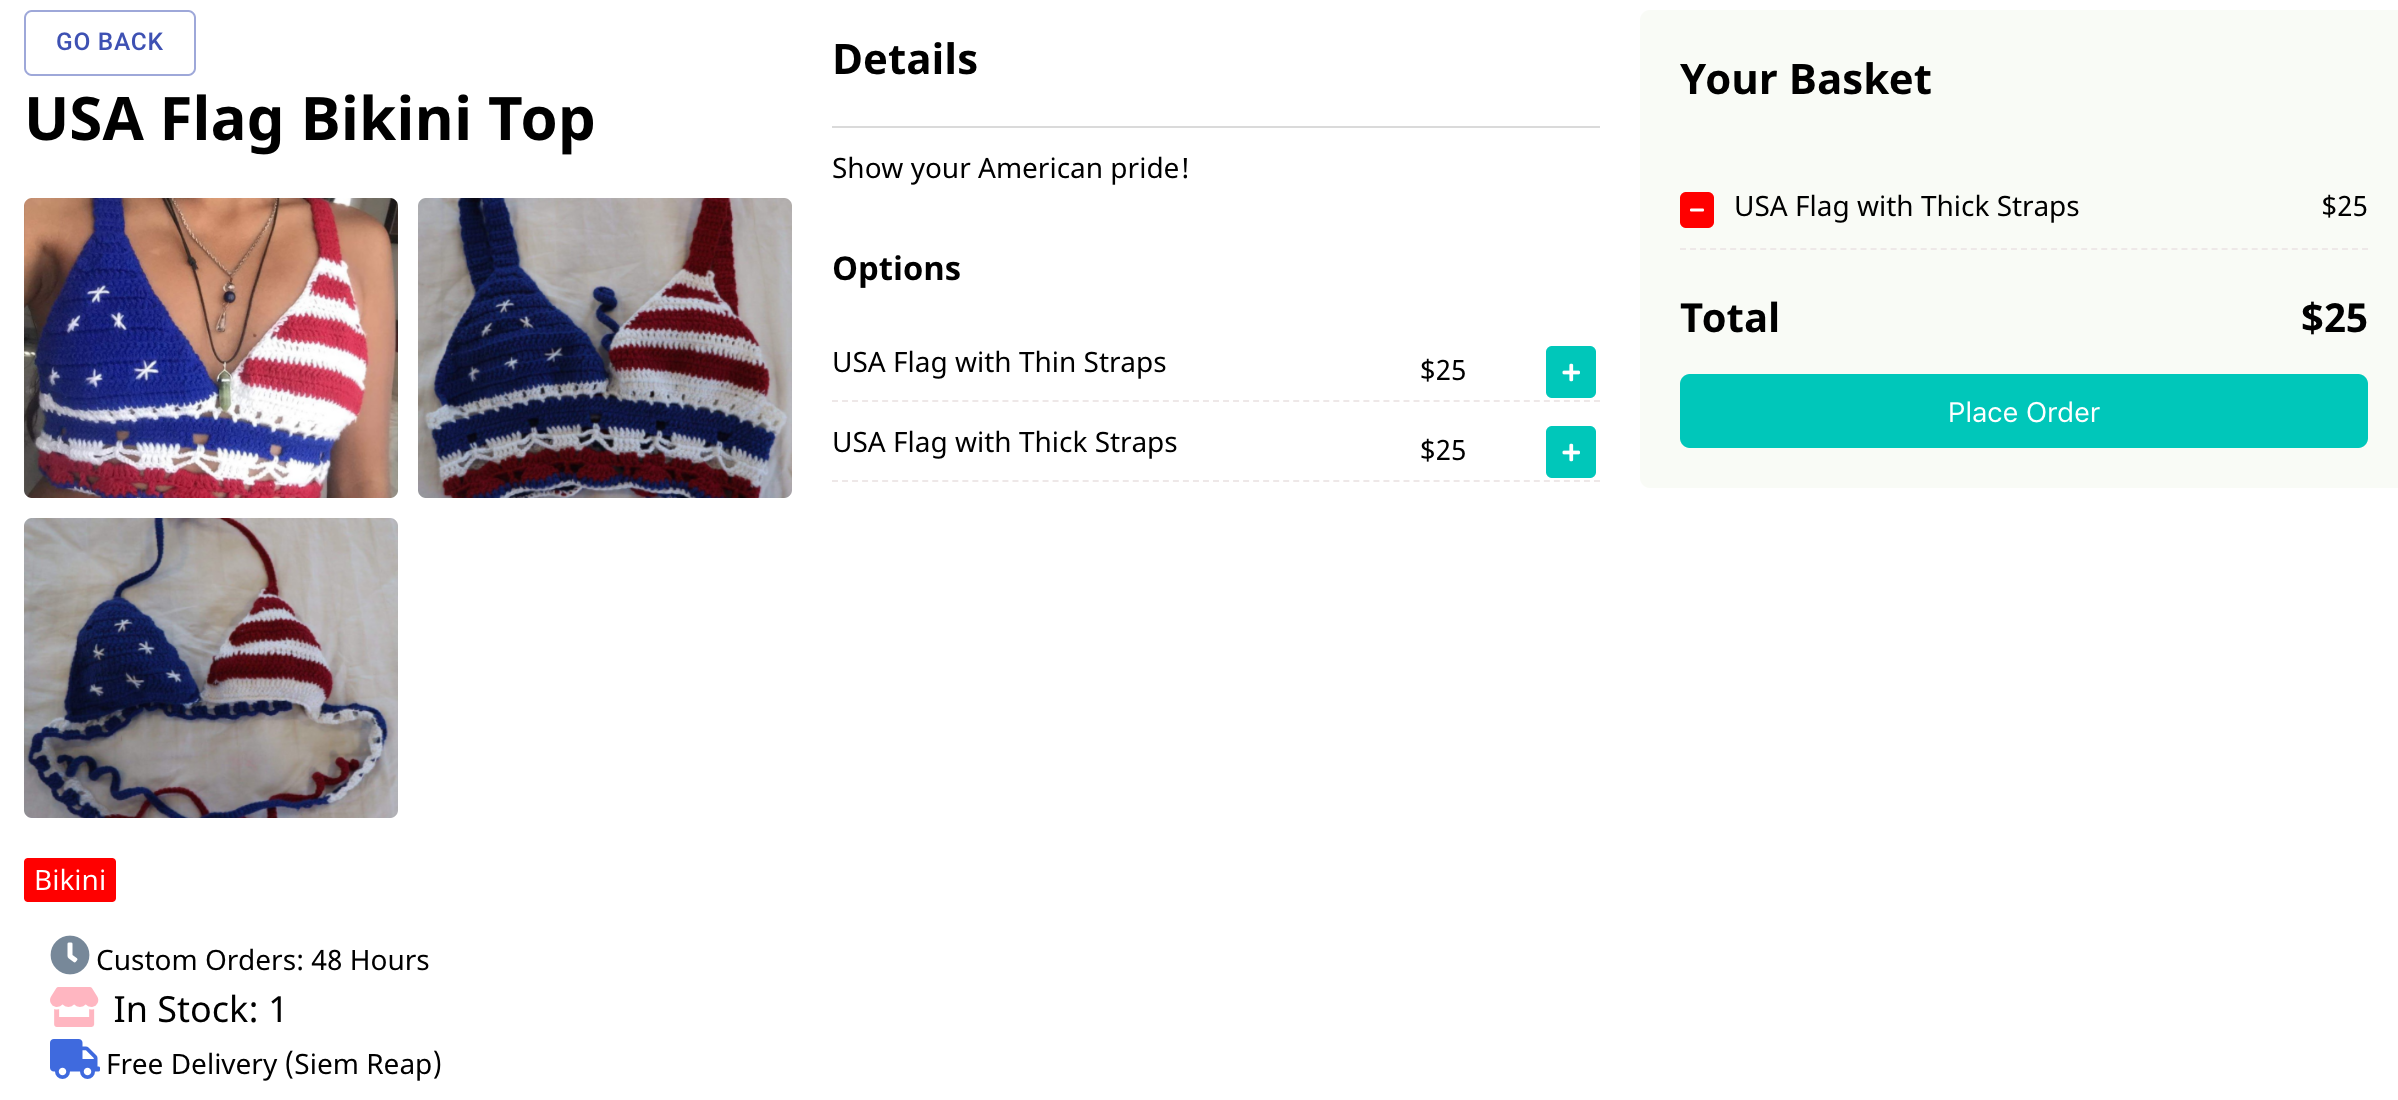 GO BACK
USA Flag Bikini Top
Bikini
Custom Orders: 48 Hours
In Stock: 1
Free Delivery (Siem Reap)
Details
Show your American pride!
Options
USA Flag with Thin Straps $25 +
USA Flag with Thick Straps $25 +
Your Basket
- USA Flag with Thick Straps $25
Total $25
Place Order